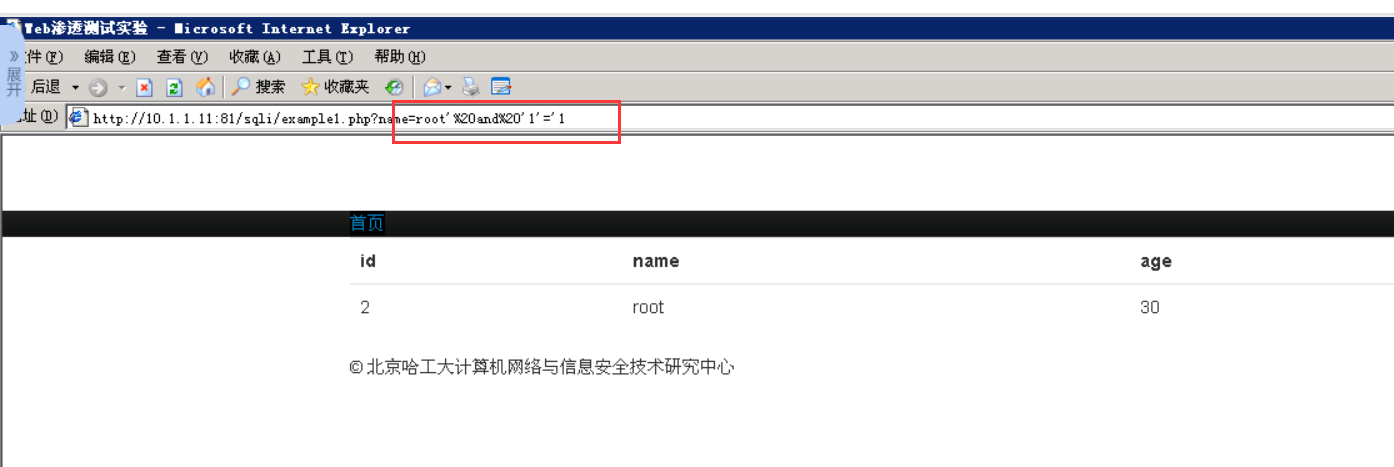 Web渗透测试实验 - Microsoft Internet Explorer
件(F) 编辑(E) 查看(V) 收藏(A) 工具(T) 帮助(H)
» 展开
后退 搜索 收藏夹
址(D) http://10.1.1.11:81/sqli/example1.php?name=root'%20and%20'1'='1
首页
id name age
2 root 30
© 北京哈工大计算机网络与信息安全技术研究中心